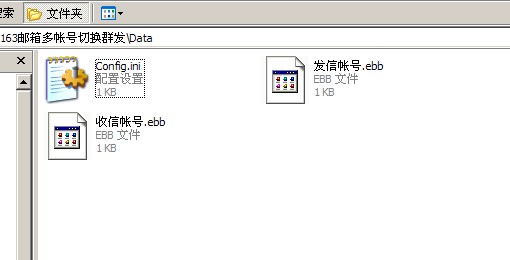 搜索 文件夹
163邮箱多帐号切换群发\Data
Config.ini
配置设置
1 KB
发信帐号.ebb
EBB 文件
1 KB
收信帐号.ebb
EBB 文件
1 KB